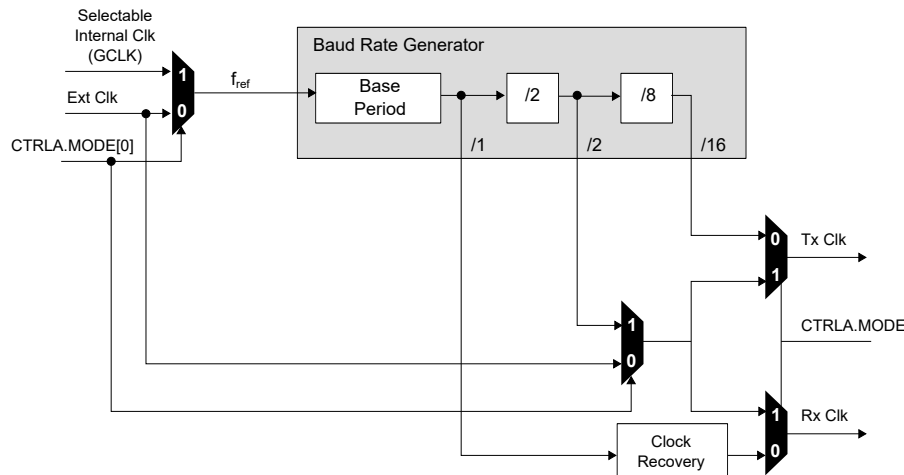 Selectable
Internal Clk
(GCLK)
Baud Rate Generator
1
f_ref
Base
Period
/2
/8
Ext Clk
0
CTRLA.MODE[0]
/1
/2
/16
0
Tx Clk
1
1
CTRLA.MODE
0
1
Rx Clk
Clock
Recovery
0